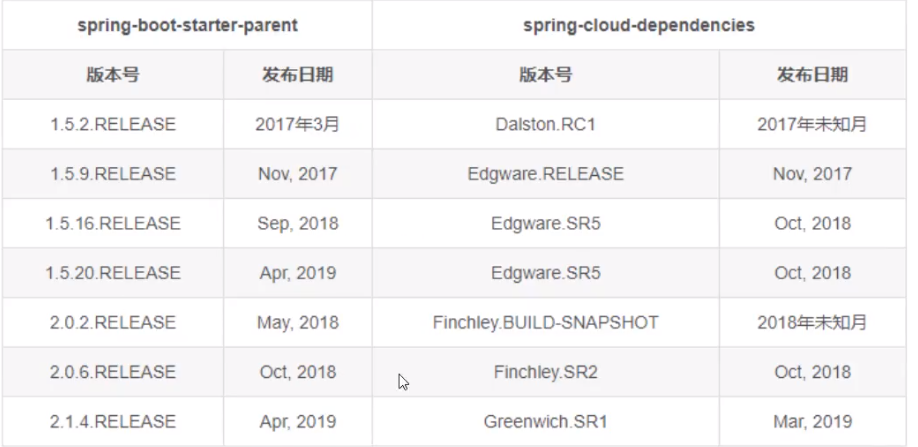 spring-boot-starter-parent spring-cloud-dependencies
版本号 发布日期 版本号 发布日期
1.5.2.RELEASE 2017年3月 Dalston.RC1 2017年未知月
1.5.9.RELEASE Nov, 2017 Edgware.RELEASE Nov, 2017
1.5.16.RELEASE Sep, 2018 Edgware.SR5 Oct, 2018
1.5.20.RELEASE Apr, 2019 Edgware.SR5 Oct, 2018
2.0.2.RELEASE May, 2018 Finchley.BUILD-SNAPSHOT 2018年未知月
2.0.6.RELEASE Oct, 2018 Finchley.SR2 Oct, 2018
2.1.4.RELEASE Apr, 2019 Greenwich.SR1 Mar, 2019